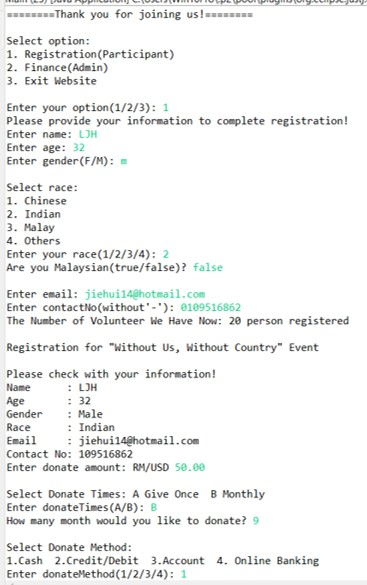 ========Thank you for joining us!========
Select option:
1. Registration(Participant)
2. Finance(Admin)
3. Exit Website
Enter your option(1/2/3): 1
Please provide your information to complete registration!
Enter name: LJH
Enter age: 32
Enter gender(F/M): m
Select race:
1. Chinese
2. Indian
3. Malay
4. Others
Enter your race(1/2/3/4): 2
Are you Malaysian(true/false)? false
Enter email: jiehui14@hotmail.com
Enter contactNo(without'-'): 0109516862
The Number of Volunteer We Have Now: 20 person registered
Registration for "Without Us, Without Country" Event
Please check with your information!
Name : LJH
Age : 32
Gender : Male
Race : Indian
Email : jiehui14@hotmail.com
Contact No: 109516862
Enter donate amount: RM/USD 50.00
Select Donate Times: A Give Once B Monthly
Enter donateTimes(A/B): B
How many month would you like to donate? 9
Select Donate Method:
1.Cash 2.Credit/Debit 3.Account 4. Online Banking
Enter donateMethod(1/2/3/4): 1